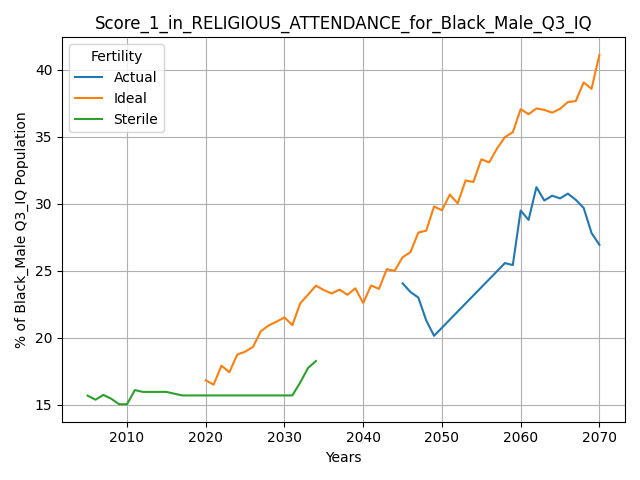 Score_1_in_RELIGIOUS_ATTENDANCE_for_Black_Male_Q3_IQ
Fertility
Actual
Ideal
Sterile
% of Black_Male Q3_IQ Population
40
35
30
25
20
15
2010 2020 2030 2040 2050 2060 2070
Years